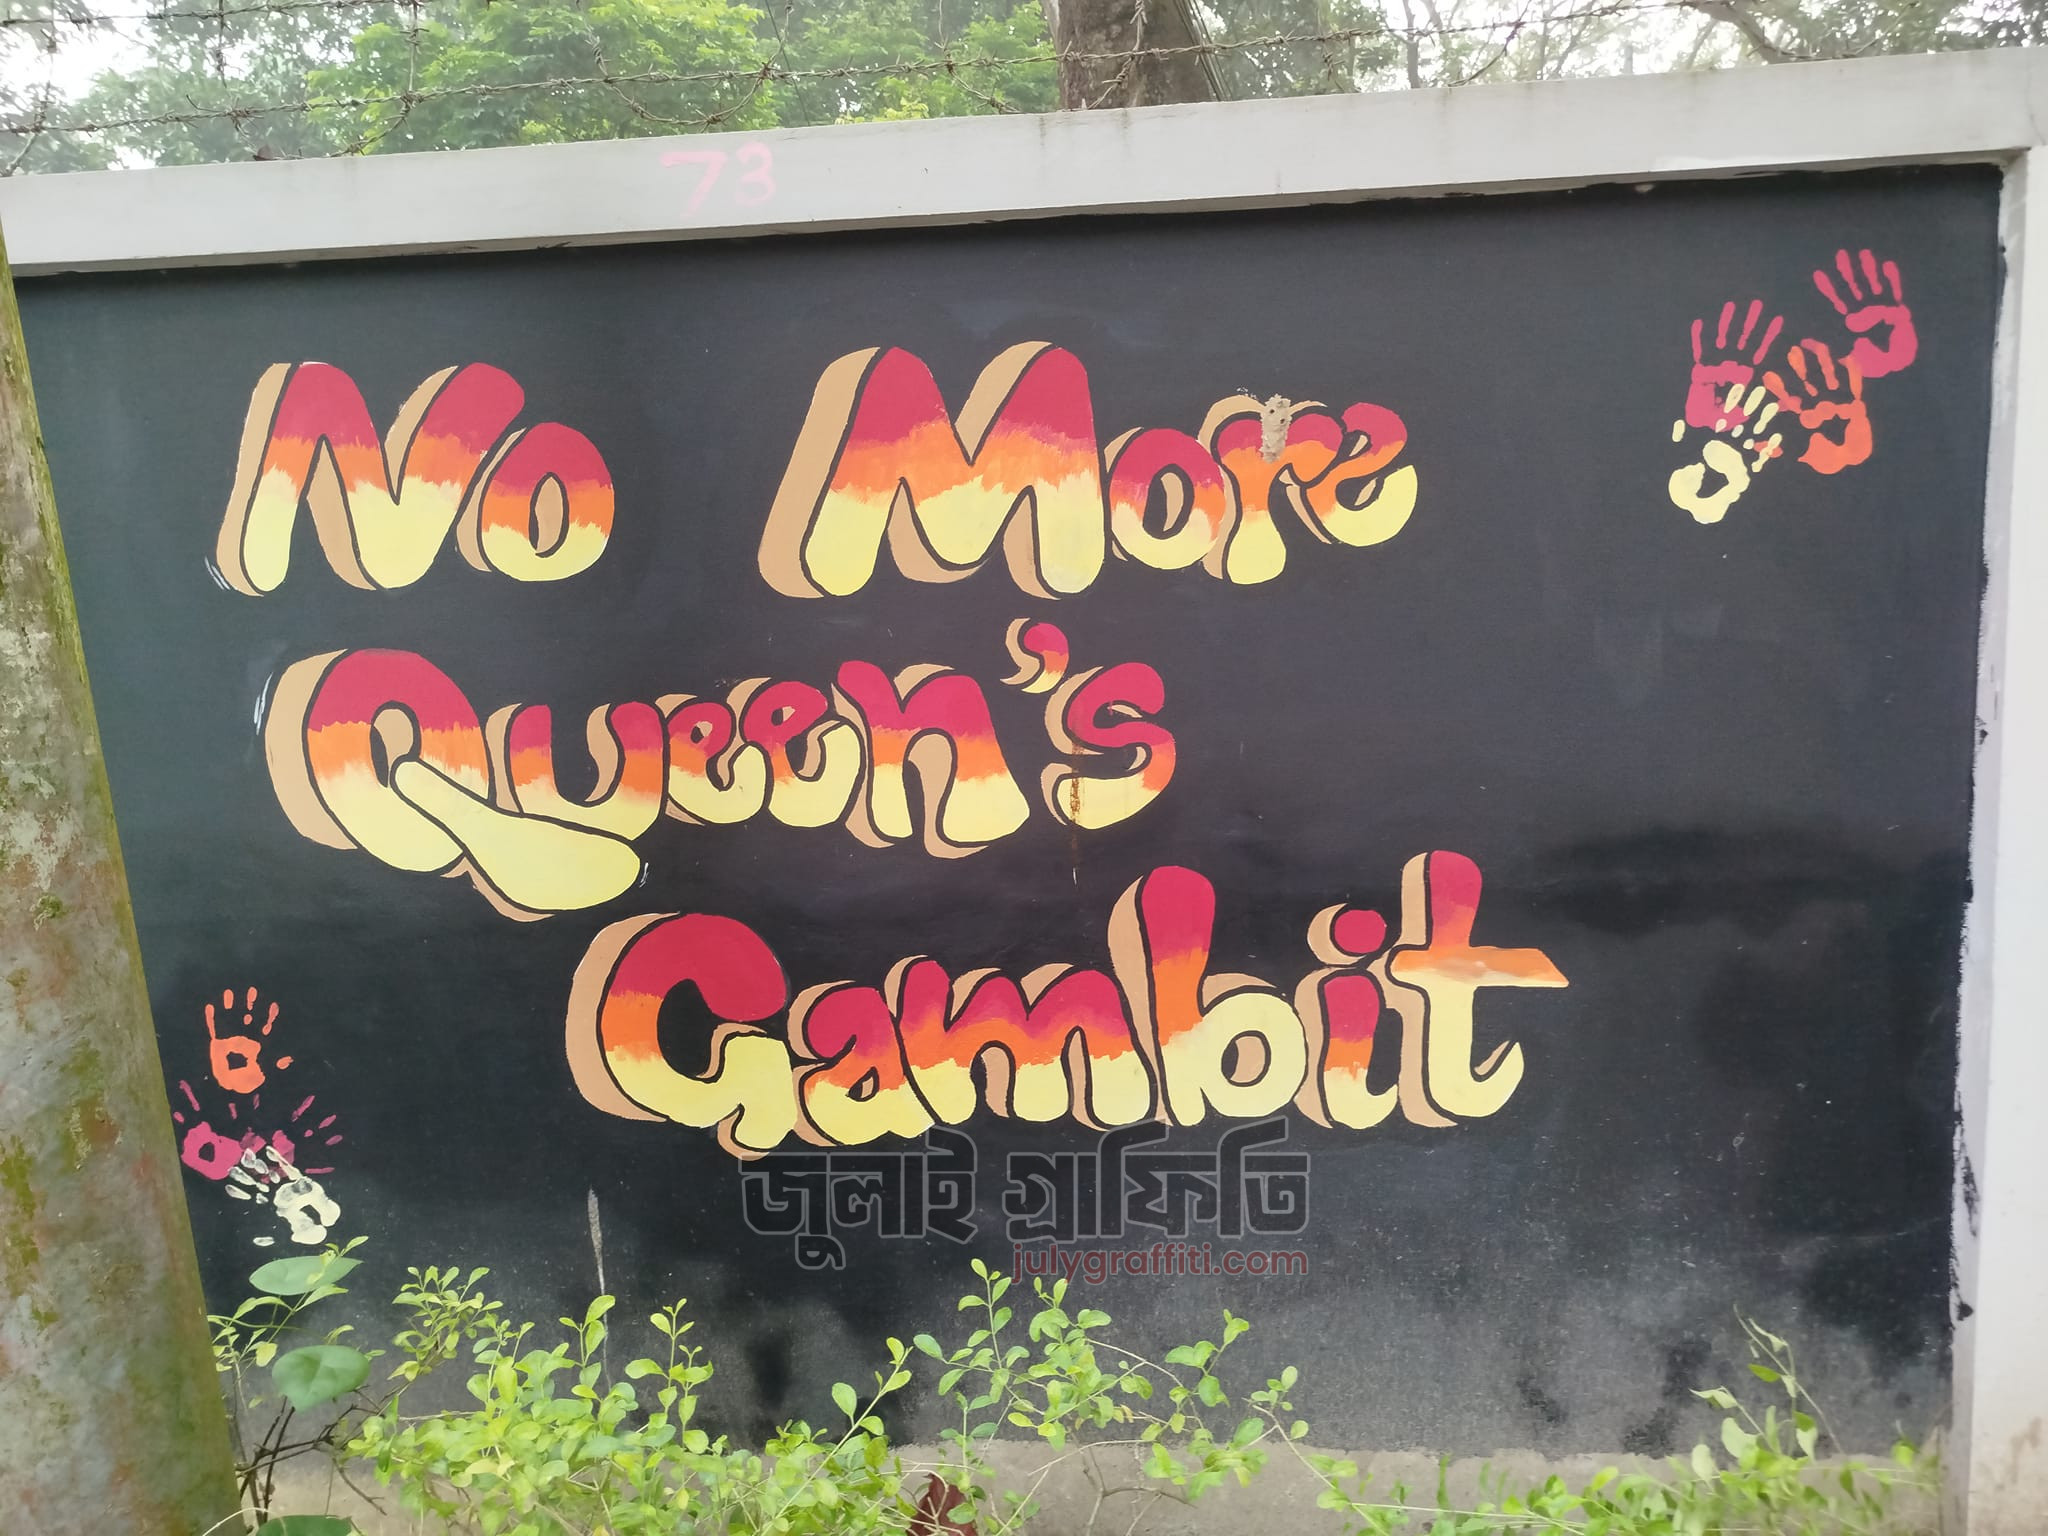 73
No More
Queen's
Gambit
জুলাই গ্রাফিতি
julygraffiti.com